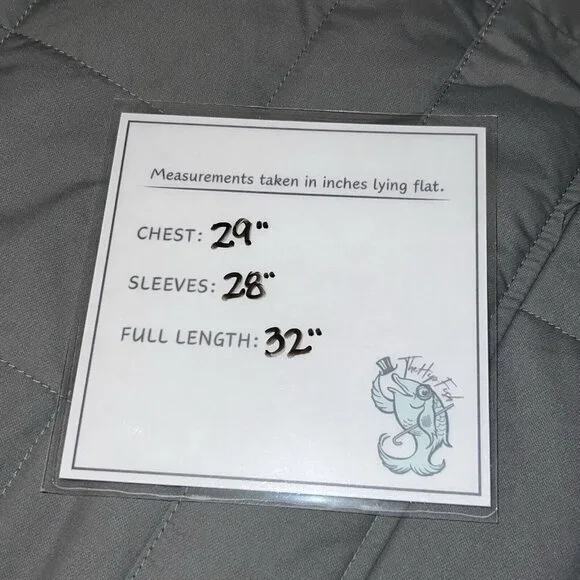 Measurements taken in inches lying flat.
CHEST: 29"
SLEEVES: 28"
FULL LENGTH: 32"
The Hip Fish